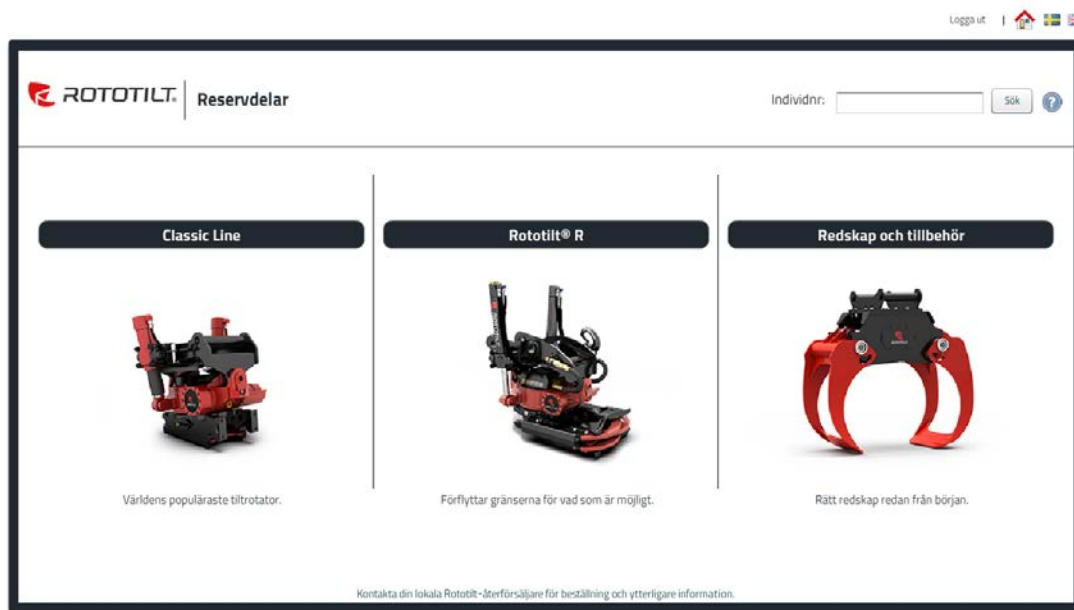 Logga ut |
ROTOTILT. Reservdelar
Individnr: Sök ?
Classic Line
Rototilt® R
Redskap och tillbehör
Världens populäraste tiltrotator.
Förflyttar gränserna för vad som är möjligt.
Rätt redskap redan från början.
Kontakta din lokala Rototilt-återförsäljare för beställning och ytterligare information.